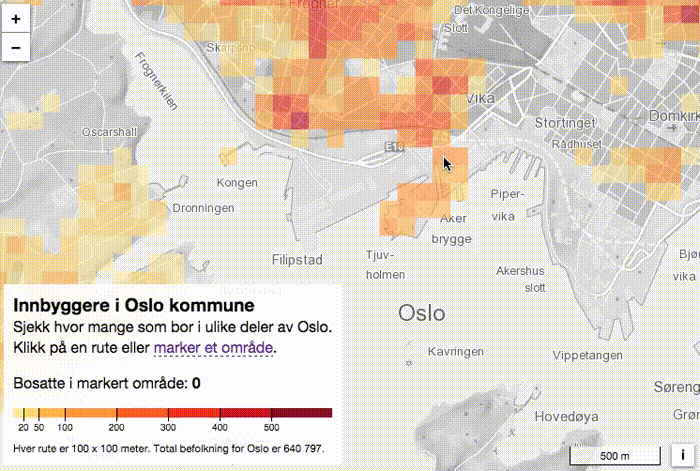 +
Frogner
Det Kongelige
Slott
−
Skarpsno
Frognerkilen
Vika
Stortinget
Domkirk
Oscarshall
E18
Rådhuset
Kongen
Dronningen
Piper-
vika
Aker
brygge
Filipstad
Tjuv-
holmen
Akershus
slott
Bjør
vika
Oslo
Kavringen
Vippetangen
Søreng
Grøn
Hovedøya
Innbyggere i Oslo kommune
Sjekk hvor mange som bor i ulike deler av Oslo.
Klikk på en rute eller marker et område.
Bosatte i markert område: 0
20 50 100 200 300 400 500
Hver rute er 100 x 100 meter. Total befolkning for Oslo er 640 797.
500 m
i